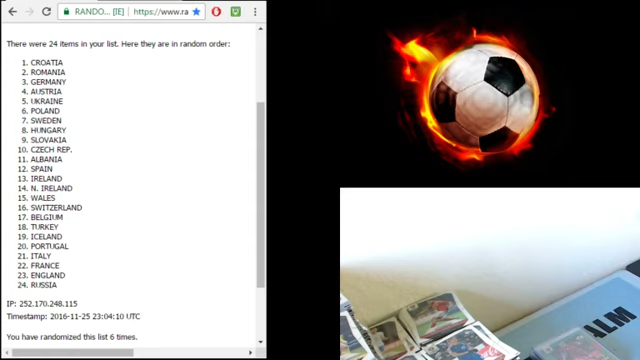 RANDO... [IE]
https://www.ra
There were 24 items in your list. Here they are in random order:
1. CROATIA
2. ROMANIA
3. GERMANY
4. AUSTRIA
5. UKRAINE
6. POLAND
7. SWEDEN
8. HUNGARY
9. SLOVAKIA
10. CZECH REP.
11. ALBANIA
12. SPAIN
13. IRELAND
14. N. IRELAND
15. WALES
16. SWITZERLAND
17. BELGIUM
18. TURKEY
19. ICELAND
20. PORTUGAL
21. ITALY
22. FRANCE
23. ENGLAND
24. RUSSIA
IP: 252.170.248.115
Timestamp: 2016-11-25 23:04:10 UTC
You have randomized this list 6 times.
ALM